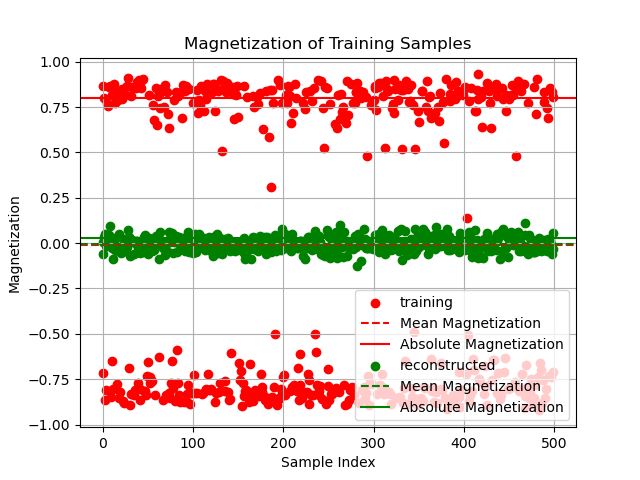 Magnetization of Training Samples
Magnetization
1.00
0.75
0.50
0.25
0.00
−0.25
−0.50
−0.75
−1.00
training
Mean Magnetization
Absolute Magnetization
reconstructed
Mean Magnetization
Absolute Magnetization
0
100
200
300
400
500
Sample Index